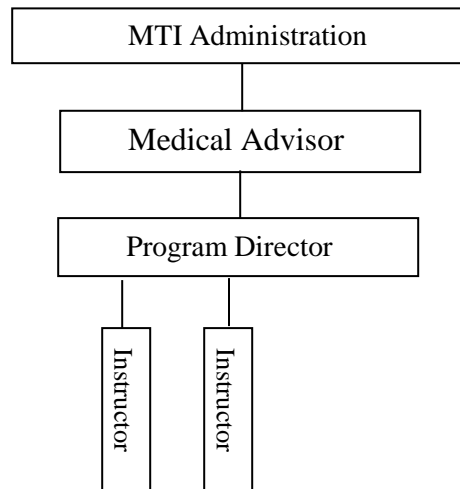 MTI Administration
Medical Advisor
Program Director
Instructor
Instructor